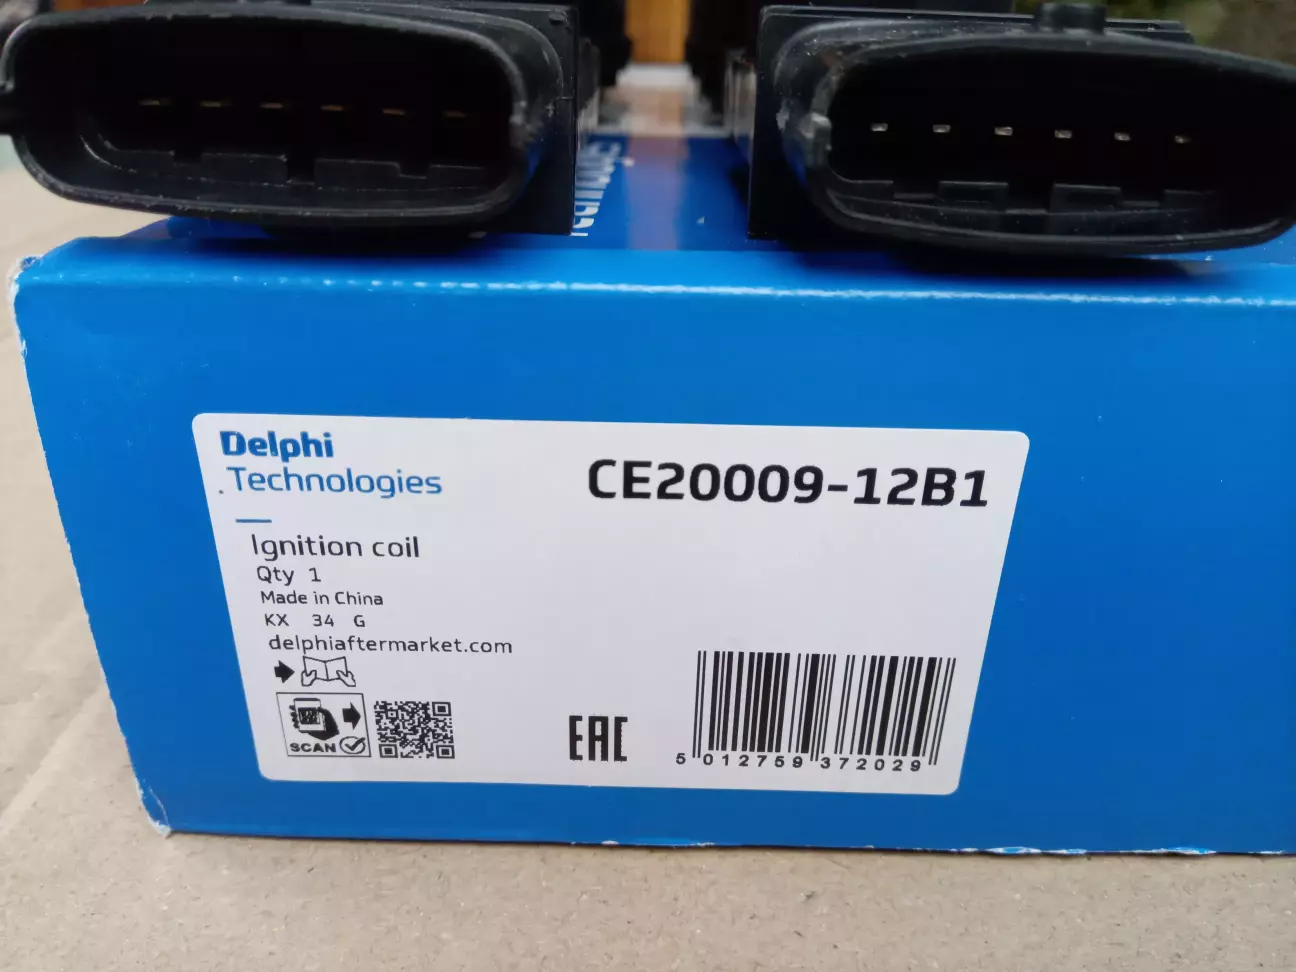 Delphi
Technologies
CE20009-12B1
Ignition coil
Qty 1
Made in China
KX 34 G
delphiaftermarket.com
SCAN
EAC
5 012759 372029